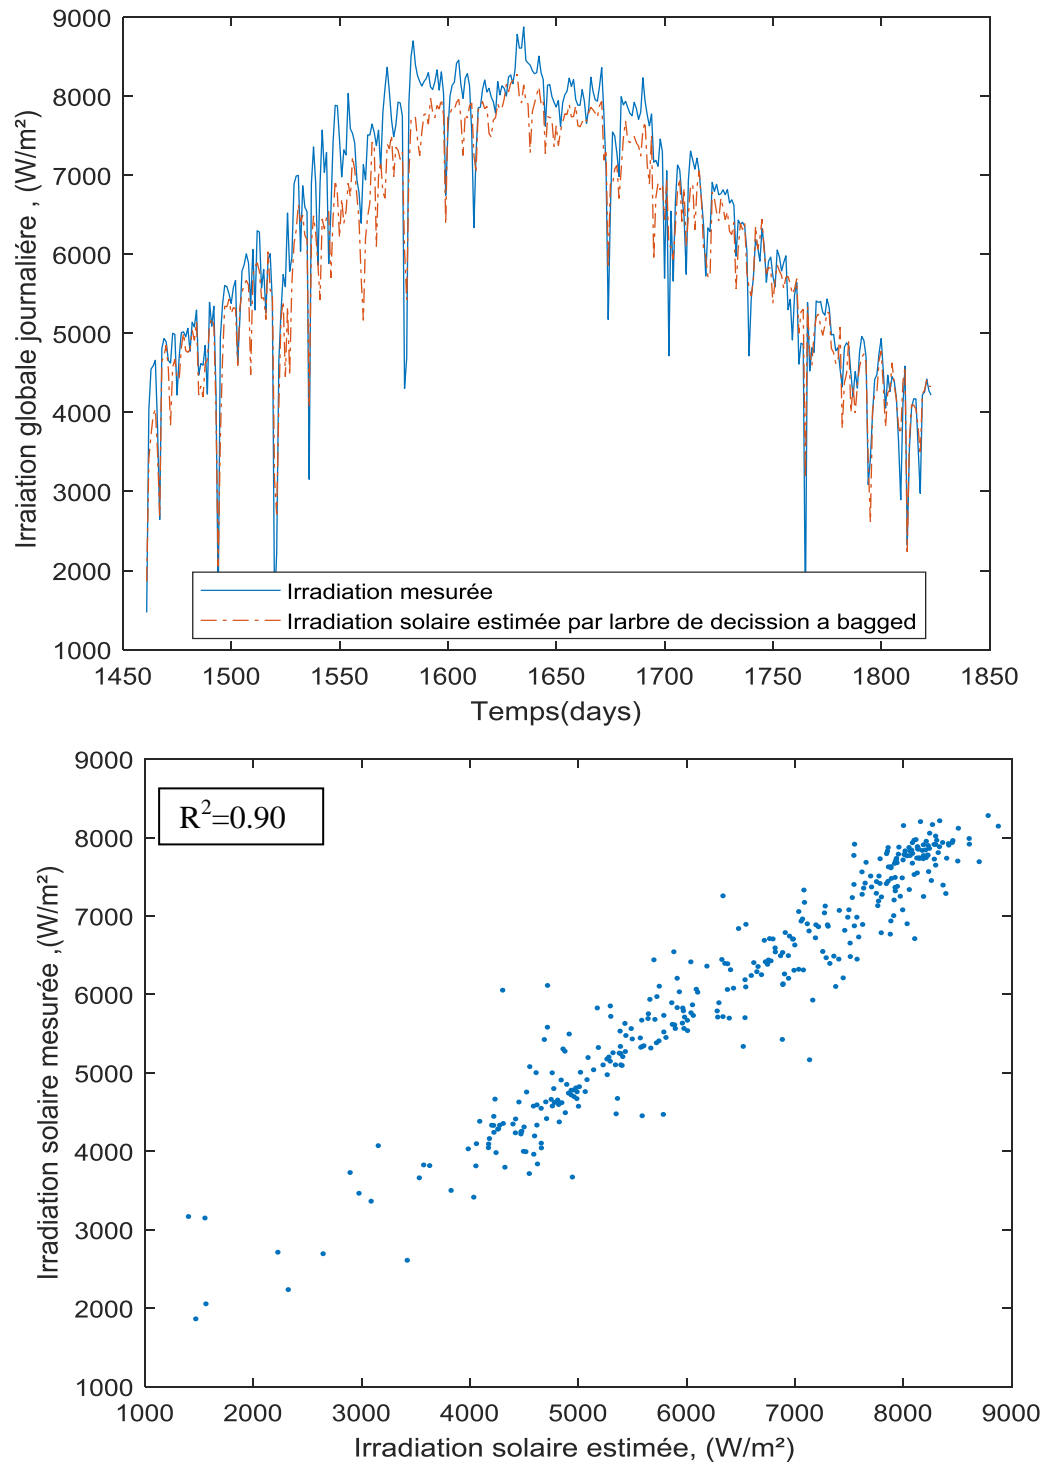 9000
8000
7000
6000
5000
4000
3000
2000
1000
Irraiation globale journaliére , (W/m²)
Irradiation mesurée
Irradiation solaire estimée par larbre de decission a bagged
1450 1500 1550 1600 1650 1700 1750 1800 1850
Temps(days)
9000
8000
7000
6000
5000
4000
3000
2000
1000
Irradiation solaire mesurée ,(W/m²)
R²=0.90
1000 2000 3000 4000 5000 6000 7000 8000 9000
Irradiation solaire estimée, (W/m²)